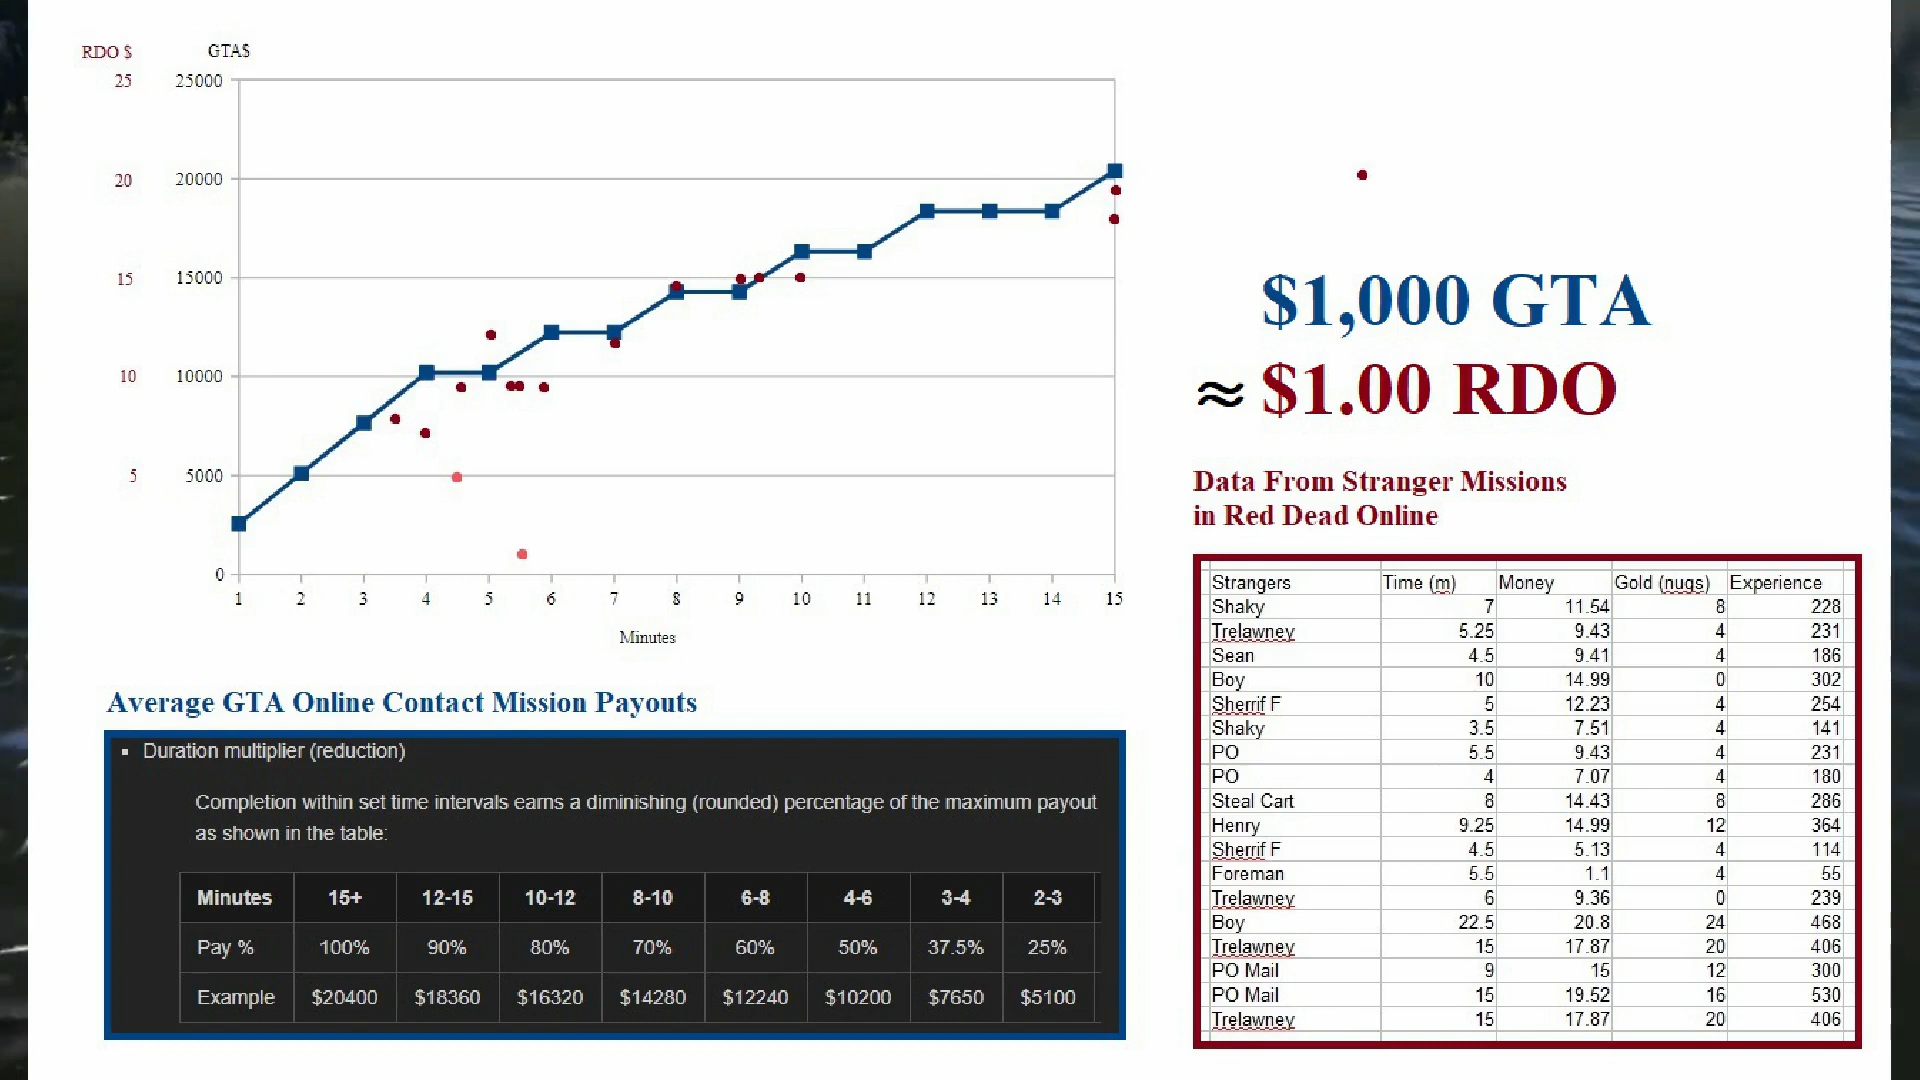 RDO $ GTA$
25 25000
20 20000
15 15000
10 10000
5 5000
0
1 2 3 4 5 6 7 8 9 10 11 12 13 14 15
Minutes
$1,000 GTA
≈ $1.00 RDO
Data From Stranger Missions
in Red Dead Online
Average GTA Online Contact Mission Payouts
▪ Duration multiplier (reduction)
Completion within set time intervals earns a diminishing (rounded) percentage of the maximum payout
as shown in the table:
Minutes 15+ 12-15 10-12 8-10 6-8 4-6 3-4 2-3
Pay % 100% 90% 80% 70% 60% 50% 37.5% 25%
Example $20400 $18360 $16320 $14280 $12240 $10200 $7650 $5100
Strangers Time (m) Money Gold (nugs) Experience
Shaky 7 11.54 8 228
Trelawney 5.25 9.43 4 231
Sean 4.5 9.41 4 186
Boy 10 14.99 0 302
Sherrif F 5 12.23 4 254
Shaky 3.5 7.51 4 141
PO 5.5 9.43 4 231
PO 4 7.07 4 180
Steal Cart 8 14.43 8 286
Henry 9.25 14.99 12 364
Sherrif F 4.5 5.13 4 114
Foreman 5.5 1.1 4 55
Trelawney 6 9.36 0 239
Boy 22.5 20.8 24 468
Trelawney 15 17.87 20 406
PO Mail 9 15 12 300
PO Mail 15 19.52 16 530
Trelawney 15 17.87 20 406